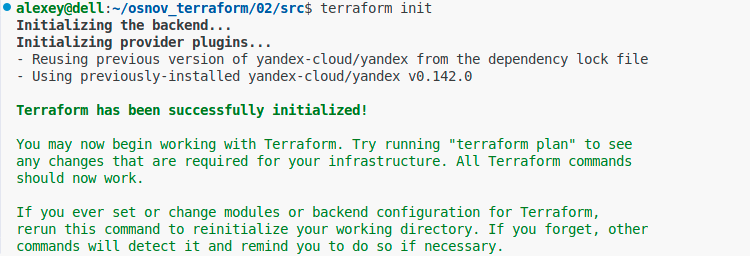 alexey@dell:~/osnov_terraform/02/src$ terraform init
Initializing the backend...
Initializing provider plugins...
- Reusing previous version of yandex-cloud/yandex from the dependency lock file
- Using previously-installed yandex-cloud/yandex v0.142.0
Terraform has been successfully initialized!
You may now begin working with Terraform. Try running "terraform plan" to see
any changes that are required for your infrastructure. All Terraform commands
should now work.
If you ever set or change modules or backend configuration for Terraform,
rerun this command to reinitialize your working directory. If you forget, other
commands will detect it and remind you to do so if necessary.